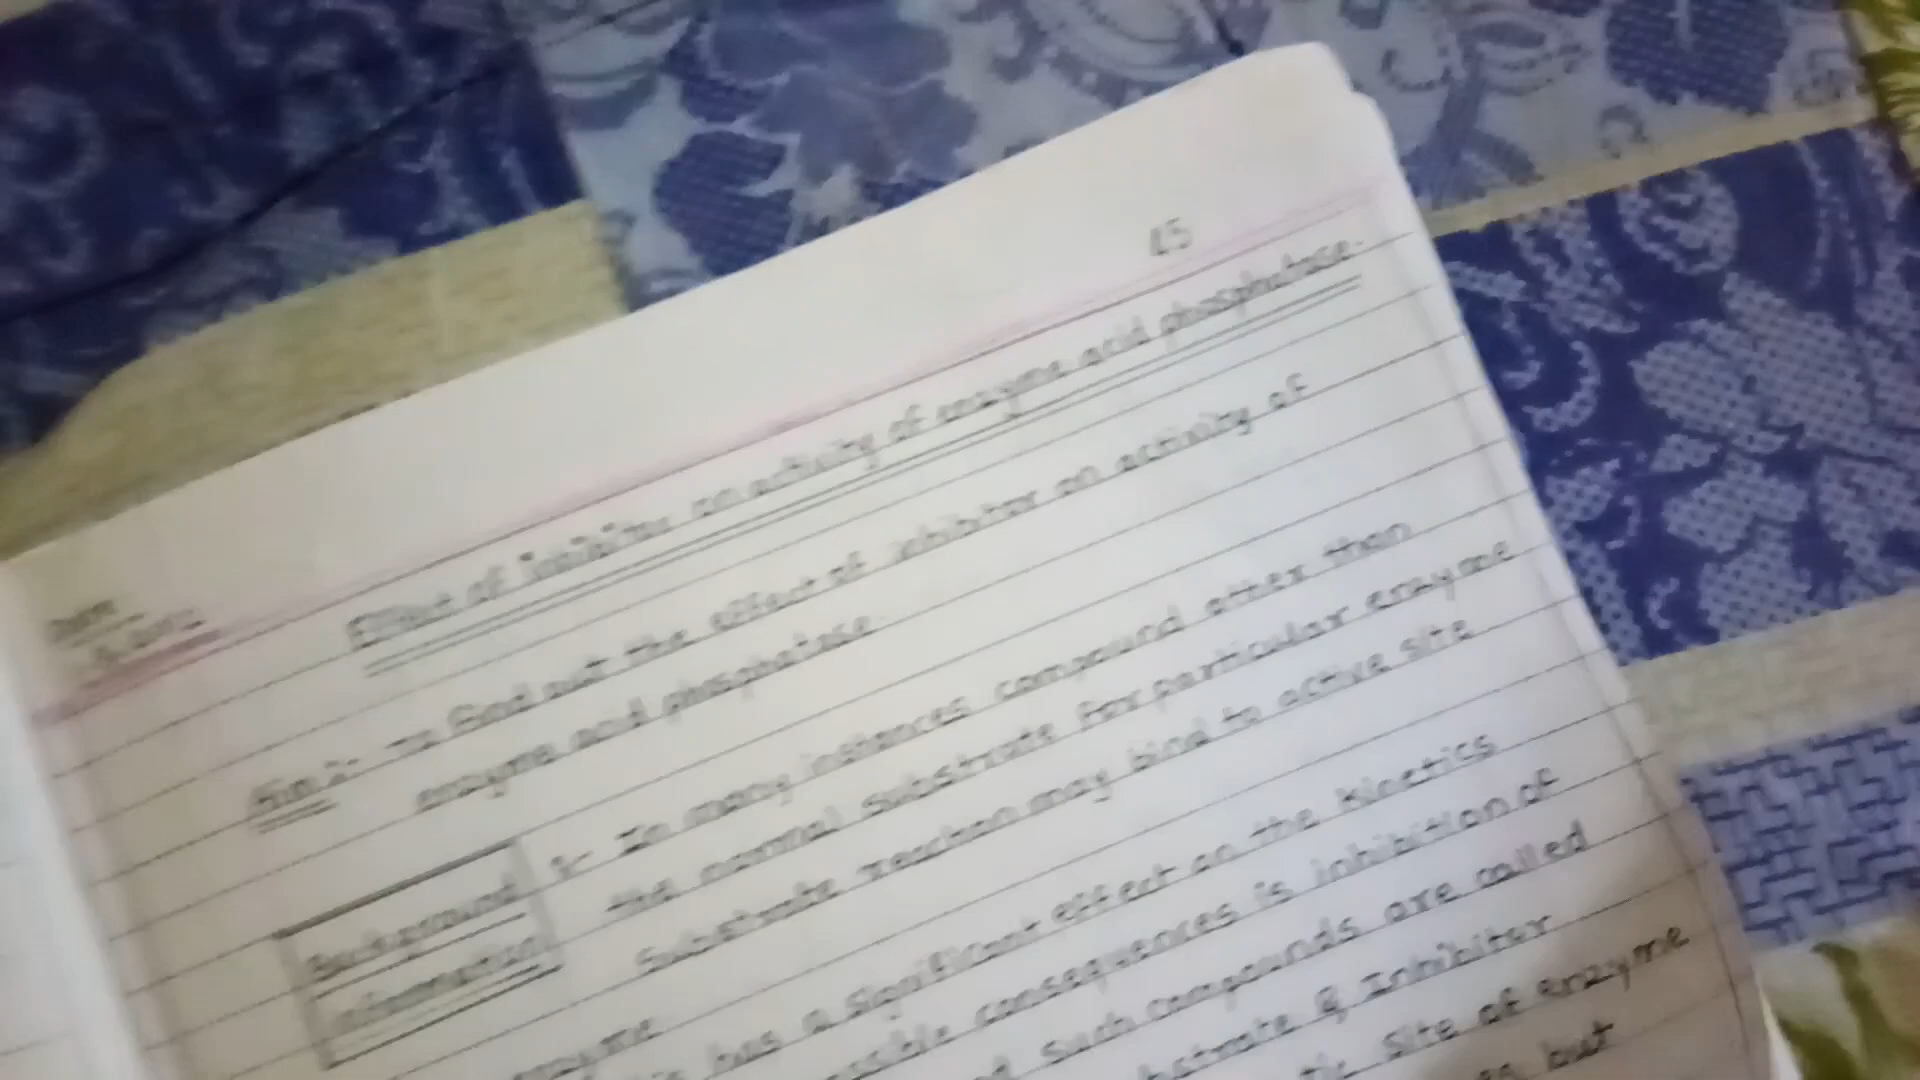 45
Effect of Inhibitor on activity of enzyme acid phosphatase.
Aim :- To find out the effect of inhibitor on activity of
enzyme acid phosphatase.
Background Information :- In many instances compound other than
the normal substrate for particular enzyme
substrate reaction may bind to active site
enzyme.
has a significant effect on the kinetics
consequences is inhibition of
such compounds are called
& Inhibitor
site of enzyme
but